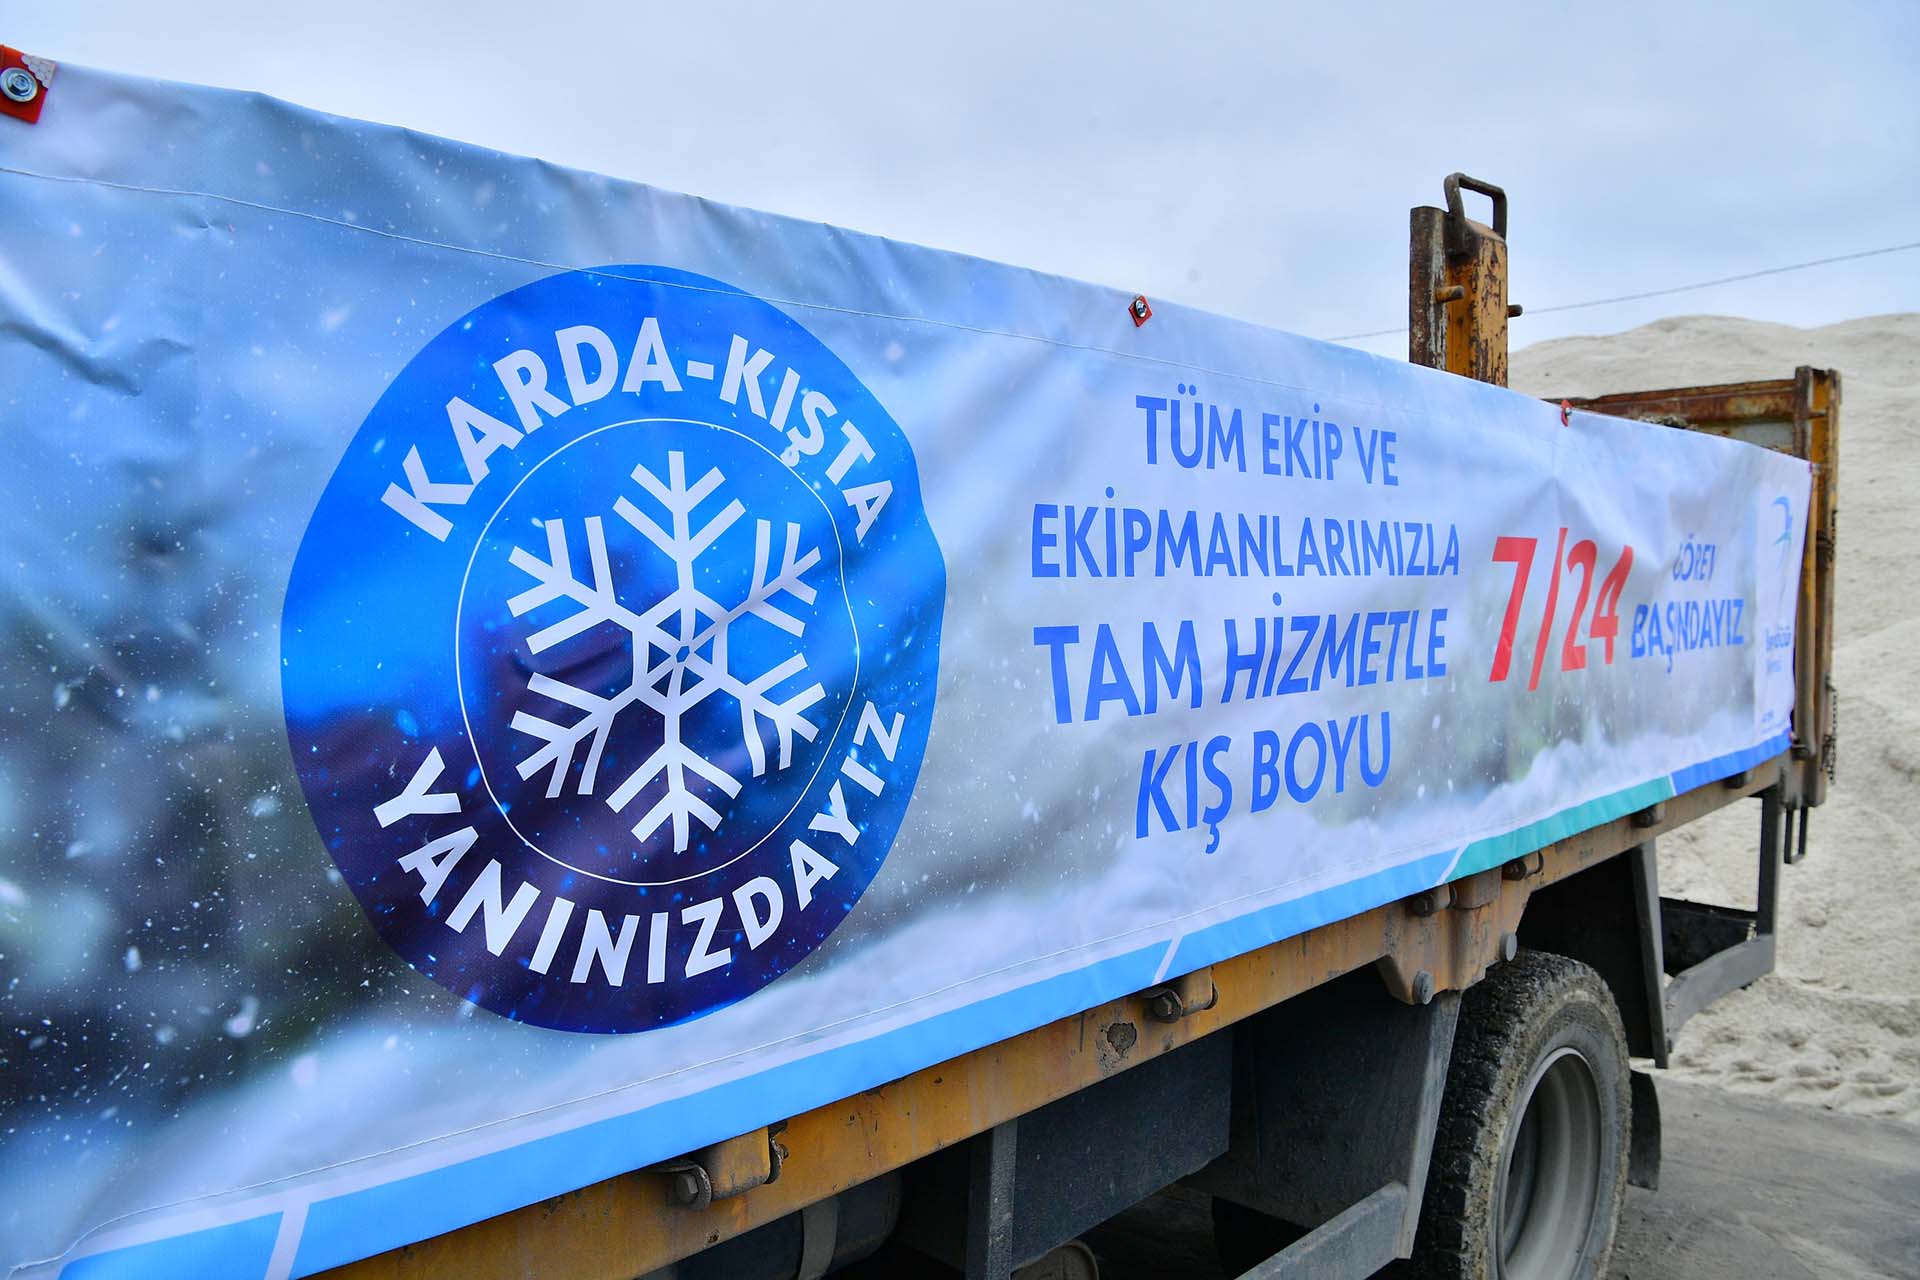 KARDA-KIŞTA
YANINIZDAYIZ
TÜM EKİP VE
EKİPMANLARIMIZLA
TAM HİZMETLE
KIŞ BOYU
7/24
GÖREV
BAŞINDAYIZ